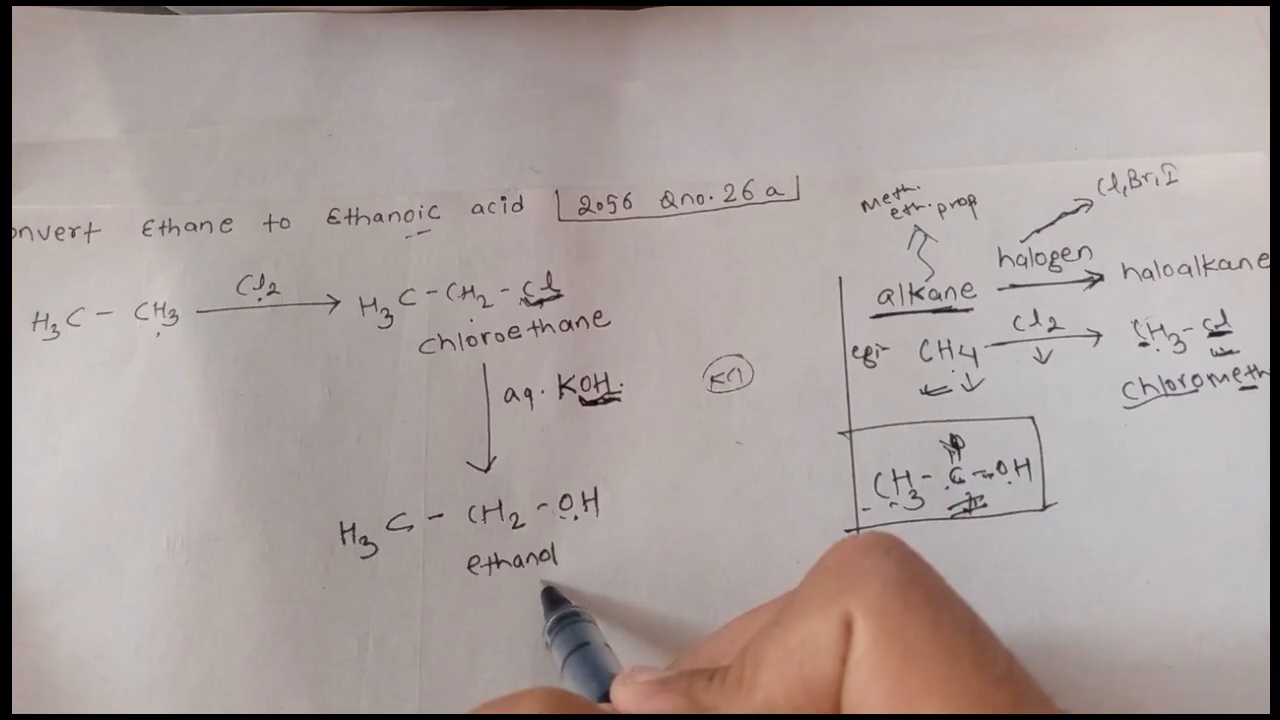 onvert Ethane to Ethanoic acid [2056 Qno. 26 a]
H3C - CH3 Cl2 H3C - CH2 - Cl
chloroethane
aq. KOH.
KCl
H3C - CH2 - OH
ethanol
meth.
eth. prop
Cl, Br, I
alkane halogen haloalkane
eg:- CH4 Cl2 CH3 - Cl
chlorometh
CH3 - C - OH